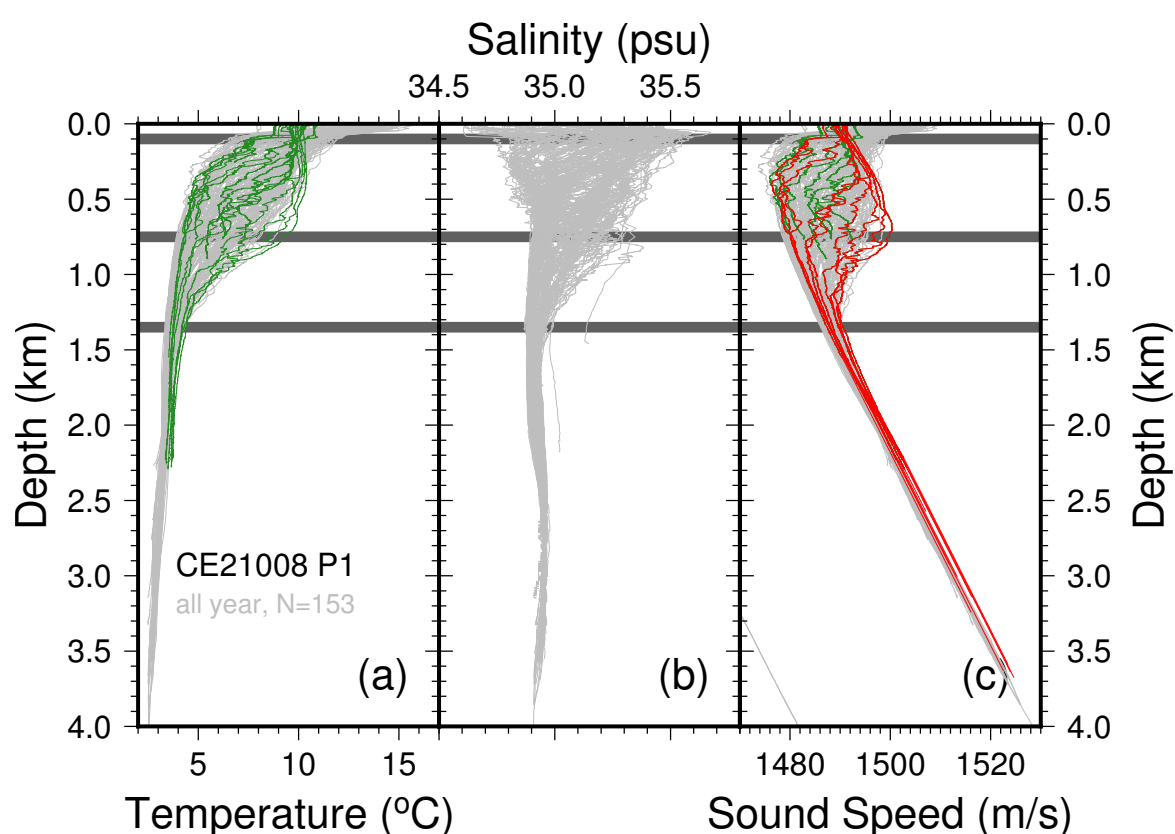 Salinity (psu)
34.5 35.0 35.5
0.0 0.0
0.5 0.5
1.0 1.0
1.5 1.5
2.0 2.0
2.5 2.5
3.0 3.0
3.5 3.5
4.0 4.0
Depth (km)
Depth (km)
CE21008 P1
all year, N=153
(a) (b) (c)
5 10 15 1480 1500 1520
Temperature (ºC) Sound Speed (m/s)